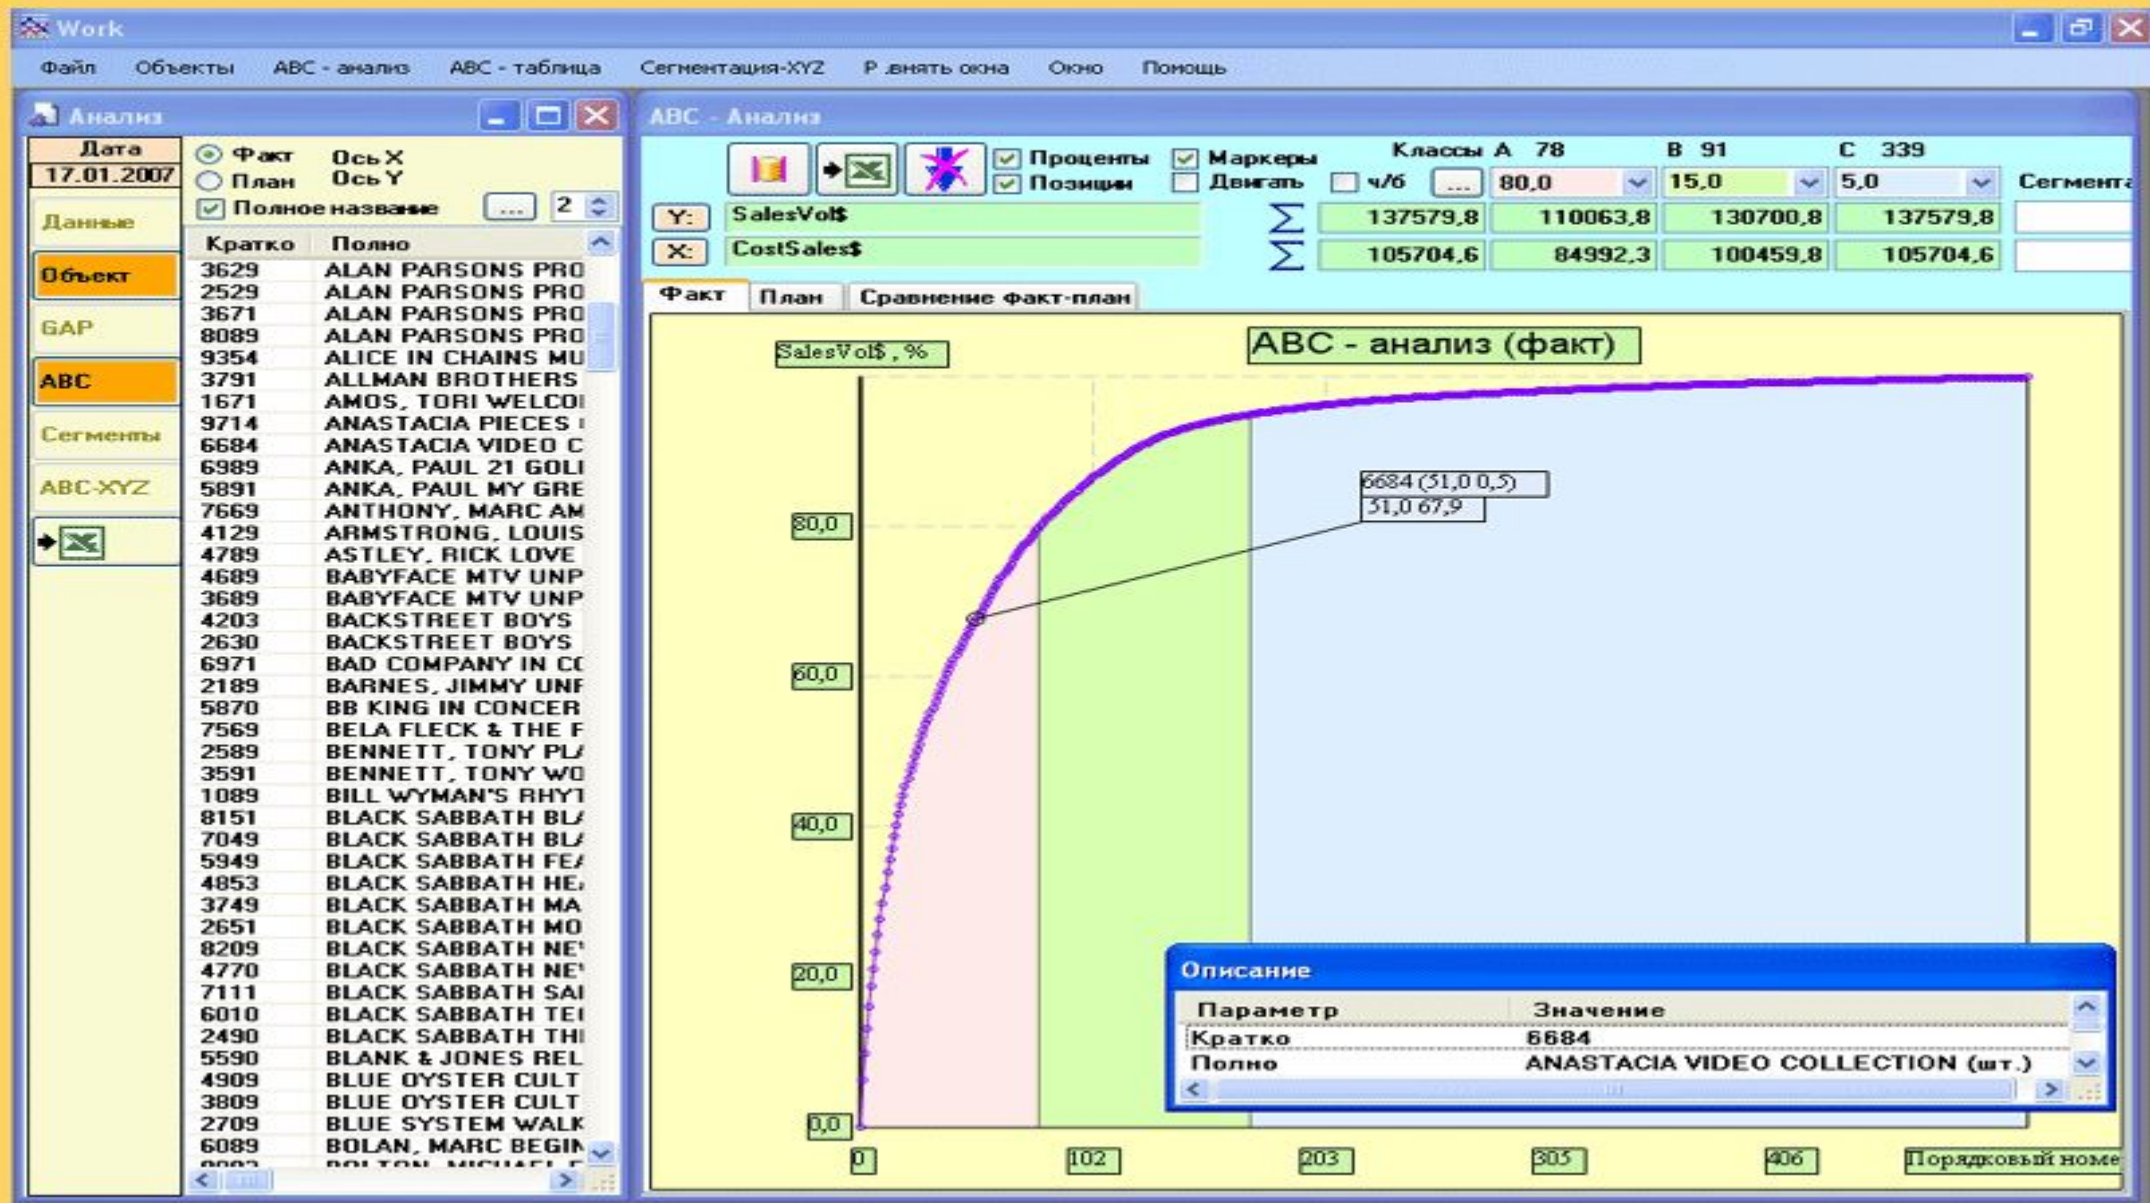 Work
Файл Объекты ABC - анализ ABC - таблица Сегментация-XYZ Р внять окна Окно Помощь
Анализ
Дата
17.01.2007
Данные
Объект
GAP
ABC
Сегменты
ABC-XYZ
Факт Ось X
План Ось Y
Полное название ... 2
Кратко Полно
3629 ALAN PARSONS PRO
2529 ALAN PARSONS PRO
3671 ALAN PARSONS PRO
8089 ALAN PARSONS PRO
9354 ALICE IN CHAINS MU
3791 ALLMAN BROTHERS
1671 AMOS, TORI WELCO
9714 ANASTACIA PIECES
6684 ANASTACIA VIDEO C
6989 ANKA, PAUL 21 GOL
5891 ANKA, PAUL MY GRE
7669 ANTHONY, MARC AM
4129 ARMSTRONG, LOUIS
4789 ASTLEY, RICK LOVE
4689 BABYFACE MTV UNP
3689 BABYFACE MTV UNP
4203 BACKSTREET BOYS
2630 BACKSTREET BOYS
6971 BAD COMPANY IN CO
2189 BARNES, JIMMY UN
5870 BB KING IN CONCER
7569 BELA FLECK & THE F
2589 BENNETT, TONY PL
3591 BENNETT, TONY WO
1089 BILL WYMAN'S RHYT
8151 BLACK SABBATH BL
7049 BLACK SABBATH BL
5949 BLACK SABBATH FE
4853 BLACK SABBATH HE
3749 BLACK SABBATH MA
2651 BLACK SABBATH MO
8209 BLACK SABBATH NE
4770 BLACK SABBATH NE
7111 BLACK SABBATH SA
6010 BLACK SABBATH TE
2490 BLACK SABBATH TH
5590 BLANK & JONES REL
4909 BLUE OYSTER CULT
3809 BLUE OYSTER CULT
2709 BLUE SYSTEM WALK
6089 BOLAN, MARC BEGIN
ABC - Анализ
Проценты Маркеры Классы A 78 B 91 C 339
Позиции Двигать ч/б ... 80,0 15,0 5,0 Сегмента
Y: SalesVol$ Σ 137579,8 110063,8 130700,8 137579,8
X: CostSales$ Σ 105704,6 84992,3 100459,8 105704,6
Факт План Сравнение факт-план
ABC - анализ (факт)
SalesVol$ , %
6684 (51,0 0,5)
51,0 67,9
80,0
60,0
40,0
20,0
0,0
0 102 203 305 406 Порядковый номе
Описание
Параметр Значение
Кратко 6684
Полно ANASTACIA VIDEO COLLECTION (шт.)